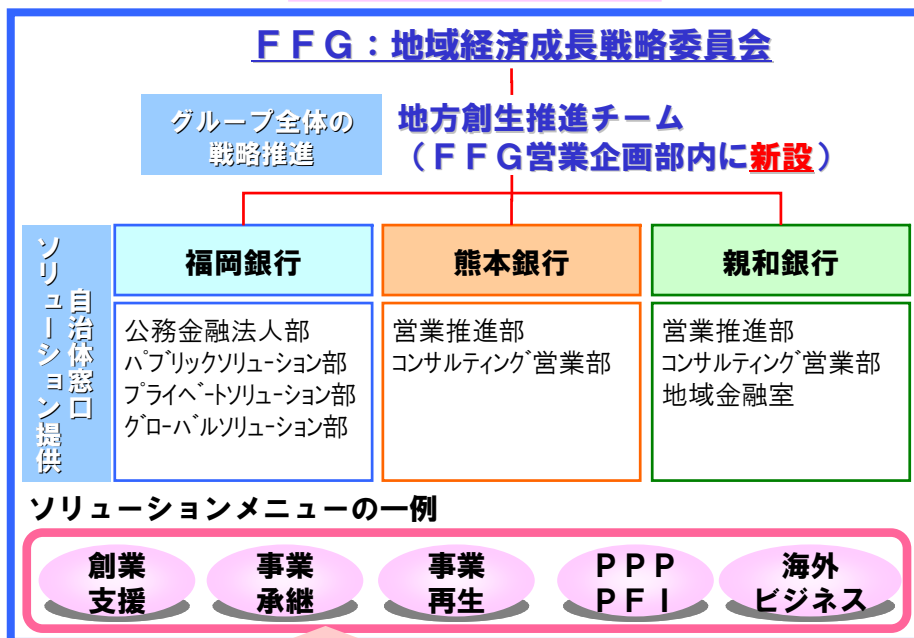 ＦＦＧ：地域経済成長戦略委員会
グループ全体の
戦略推進
地方創生推進チーム
（ＦＦＧ営業企画部内に新設）
自治体窓口
ソリューション提供
福岡銀行
公務金融法人部
ﾊﾟﾌﾞﾘｯｸｿﾘｭｰｼｮﾝ部
ﾌﾟﾗｲﾍﾞｰﾄｿﾘｭｰｼｮﾝ部
ｸﾞﾛｰﾊﾞﾙｿﾘｭｰｼｮﾝ部
熊本銀行
営業推進部
ｺﾝｻﾙﾃｨﾝｸﾞ営業部
親和銀行
営業推進部
ｺﾝｻﾙﾃｨﾝｸﾞ営業部
地域金融室
ソリューションメニューの一例
創業
支援
事業
承継
事業
再生
ＰＰＰ
ＰＦＩ
海外
ビジネス